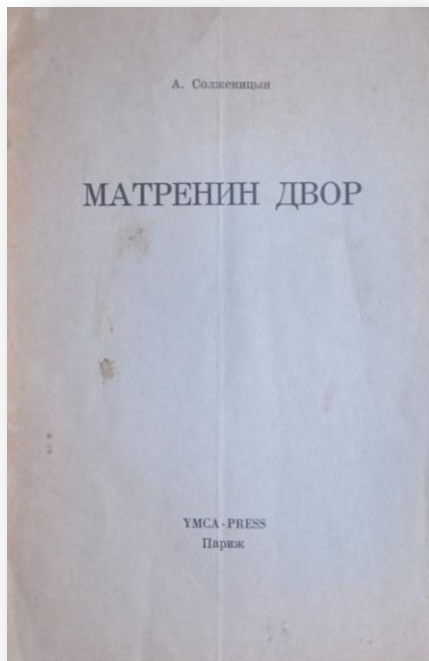 А. Солженицын
МАТРЕНИН ДВОР
YMCA-PRESS
Париж